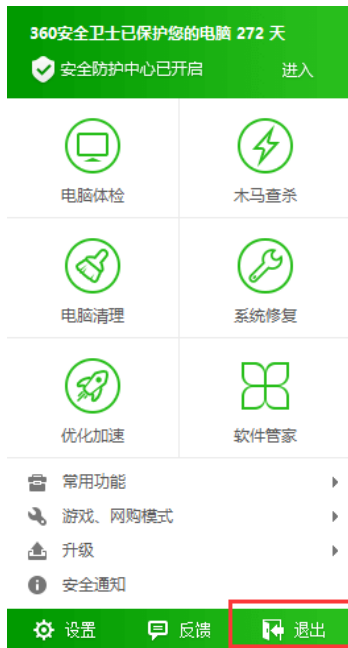 360安全卫士已保护您的电脑 272 天
安全防护中心已开启 进入
电脑体检 木马查杀
电脑清理 系统修复
优化加速 软件管家
常用功能
游戏、网购模式
升级
安全通知
设置 反馈 退出